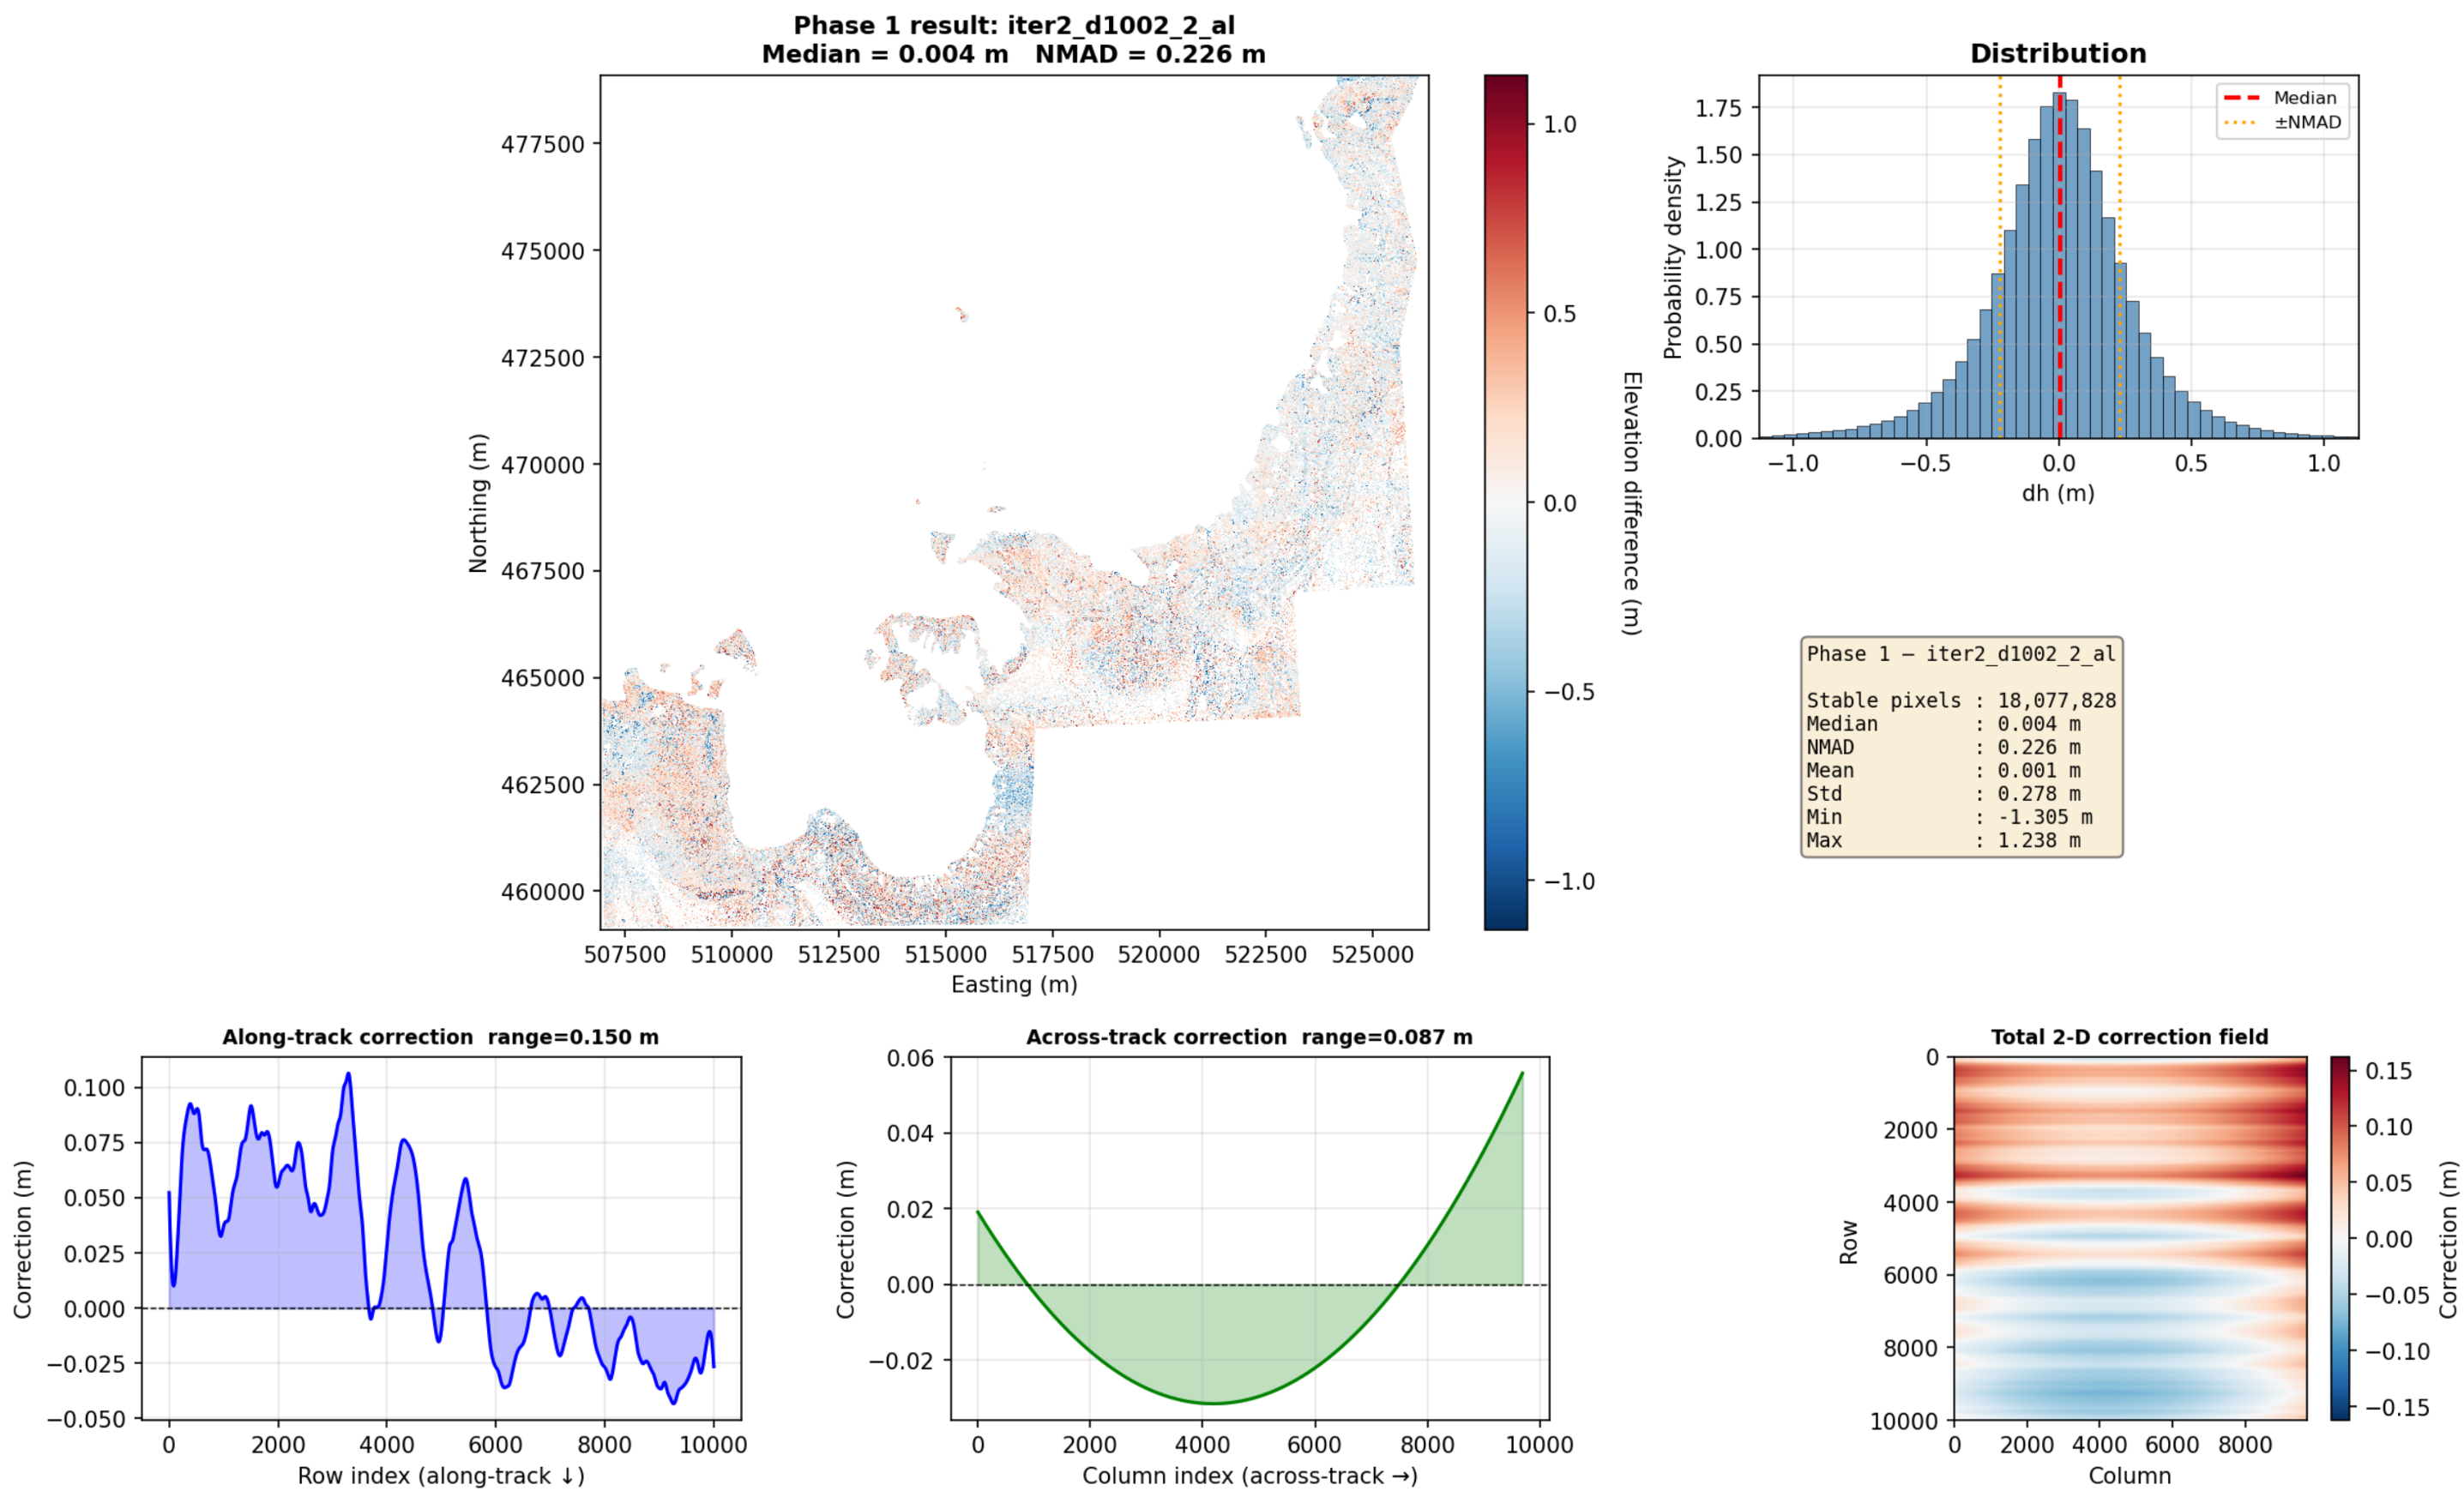 Phase 1 result: iter2_d1002_2_al
Median = 0.004 m   NMAD = 0.226 m
477500
475000
472500
470000
467500
465000
462500
460000
Northing (m)
507500 510000 512500 515000 517500 520000 522500 525000
Easting (m)
1.0
0.5
0.0
−0.5
−1.0
Elevation difference (m)
Distribution
Median
±NMAD
1.75
1.50
1.25
1.00
0.75
0.50
0.25
0.00
Probability density
−1.0 −0.5 0.0 0.5 1.0
dh (m)
Phase 1 — iter2_d1002_2_al
Stable pixels : 18,077,828
Median : 0.004 m
NMAD : 0.226 m
Mean : 0.001 m
Std : 0.278 m
Min : -1.305 m
Max : 1.238 m
Along-track correction  range=0.150 m
0.100
0.075
0.050
0.025
0.000
−0.025
−0.050
Correction (m)
0 2000 4000 6000 8000 10000
Row index (along-track ↓)
Across-track correction  range=0.087 m
0.06
0.04
0.02
0.00
−0.02
Correction (m)
0 2000 4000 6000 8000 10000
Column index (across-track →)
Total 2-D correction field
0
2000
4000
6000
8000
10000
Row
0 2000 4000 6000 8000
Column
0.15
0.10
0.05
0.00
−0.05
−0.10
−0.15
Correction (m)